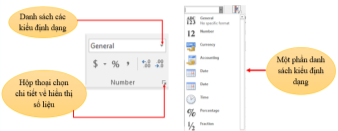 Danh sách các
kiểu định dạng
General
$ - % ,
Number
Hộp thoại chọn
chi tiết về hiển thị
số liệu
ABC
123
General
No specific format
12
Number
Currency
Accounting
Date
Date
Time
%
Percentage
½
Fraction
Một phần danh
sách kiểu định
dạng